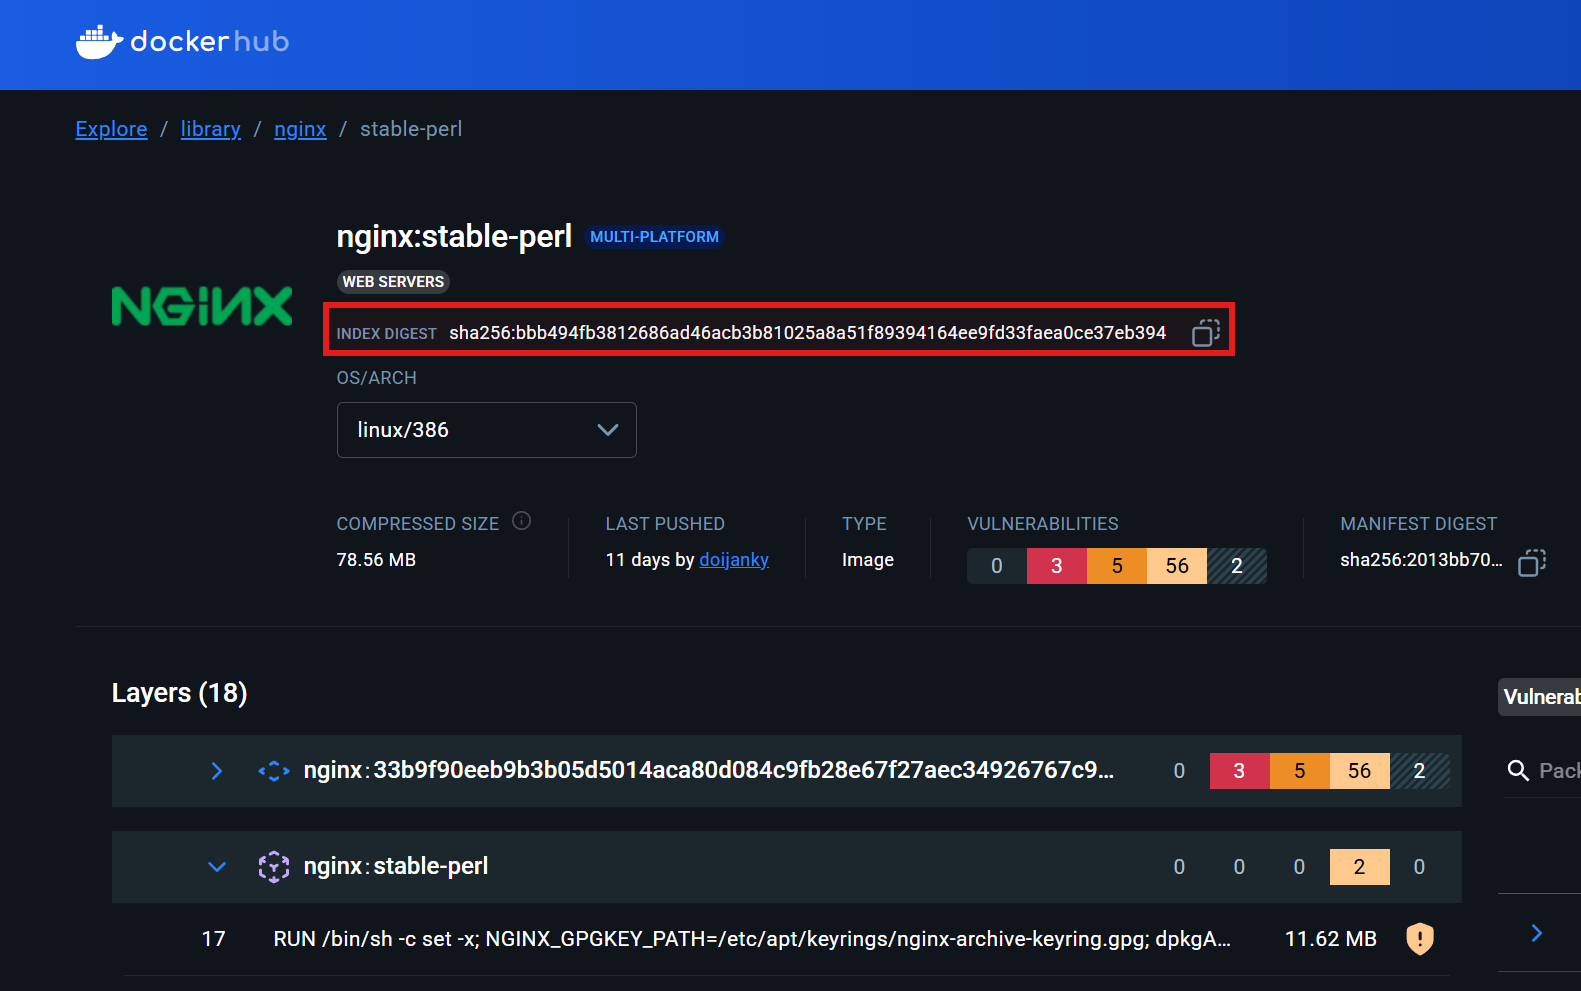 dockerhub
Explore / library / nginx / stable-perl
nginx:stable-perl MULTI-PLATFORM
WEB SERVERS
NGINX
INDEX DIGEST sha256:bbb494fb3812686ad46acb3b81025a8a51f89394164ee9fd33faea0ce37eb394
OS/ARCH
linux/386
COMPRESSED SIZE LAST PUSHED TYPE VULNERABILITIES MANIFEST DIGEST
78.56 MB 11 days by doijanky Image 0 3 5 56 2 sha256:2013bb70...
Layers (18)
Vulnerab
nginx:33b9f90eeb9b3b05d5014aca80d084c9fb28e67f27aec34926767c9... 0 3 5 56 2
Pack
nginx:stable-perl 0 0 0 2 0
17 RUN /bin/sh -c set -x; NGINX_GPGKEY_PATH=/etc/apt/keyrings/nginx-archive-keyring.gpg; dpkgA... 11.62 MB